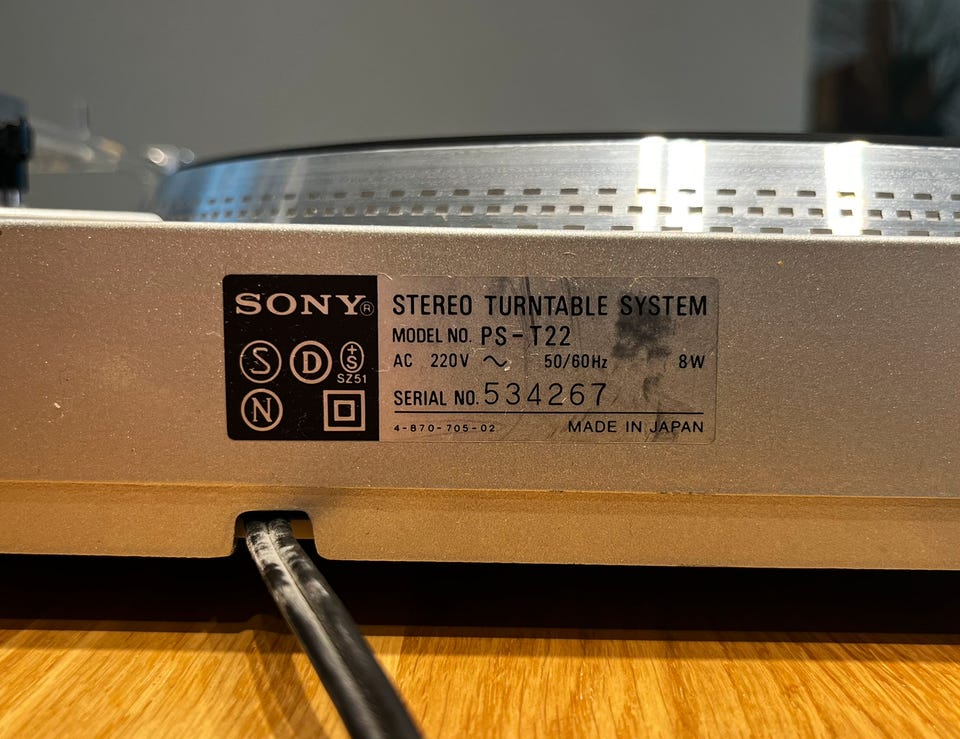 SONY®
S D +S
SZ51
N
STEREO TURNTABLE SYSTEM
MODEL NO. PS-T22
AC 220V ~ 50/60Hz 8W
SERIAL NO. 534267
4-870-705-02 MADE IN JAPAN